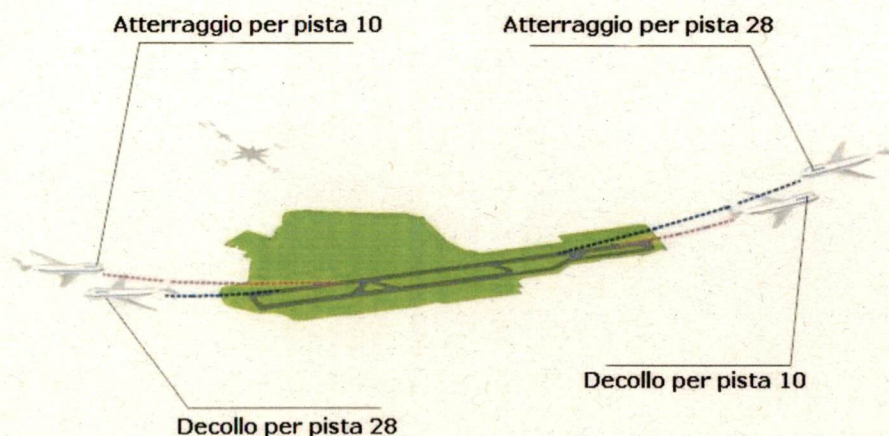 Atterraggio per pista 10
Atterraggio per pista 28
Decollo per pista 10
Decollo per pista 28